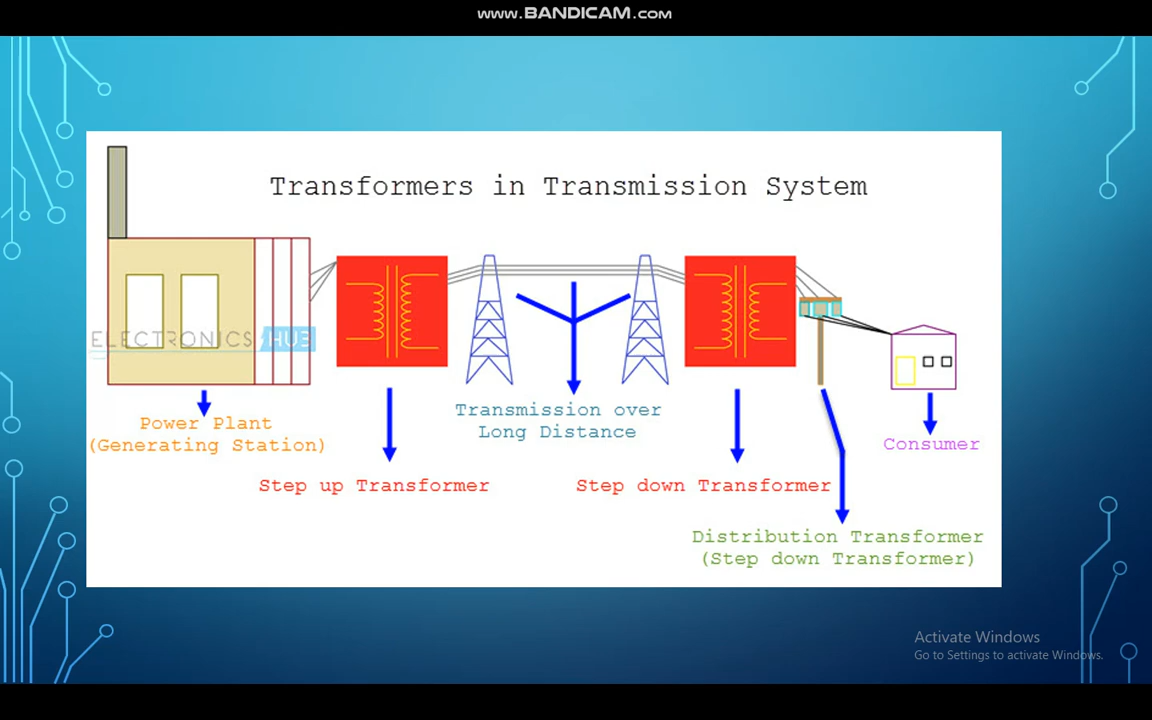 www.BANDICAM.com
Transformers in Transmission System
ELECTRONICS HUB
Transmission over
Long Distance
Power Plant
(Generating Station)
Consumer
Step up Transformer
Step down Transformer
Distribution Transformer
(Step down Transformer)
Activate Windows
Go to Settings to activate Windows.